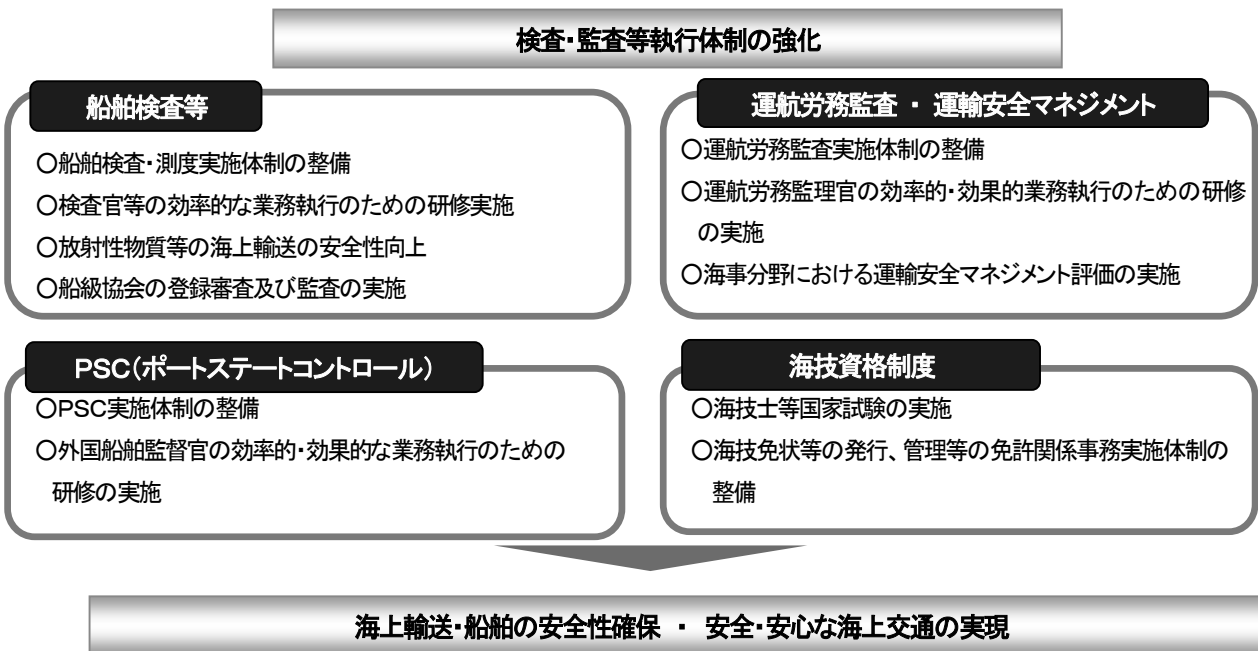 検査・監査等執行体制の強化
船舶検査等
○船舶検査・測度実施体制の整備
○検査官等の効率的な業務執行のための研修実施
○放射性物質等の海上輸送の安全性向上
○船級協会の登録審査及び監査の実施
運航労務監査 ・ 運輸安全マネジメント
○運航労務監査実施体制の整備
○運航労務監理官の効率的・効果的業務執行のための研修
の実施
○海事分野における運輸安全マネジメント評価の実施
PSC(ポートステートコントロール)
○PSC実施体制の整備
○外国船舶監督官の効率的・効果的な業務執行のための
研修の実施
海技資格制度
○海技士等国家試験の実施
○海技免状等の発行、管理等の免許関係事務実施体制の
整備
海上輸送・船舶の安全性確保 ・ 安全・安心な海上交通の実現